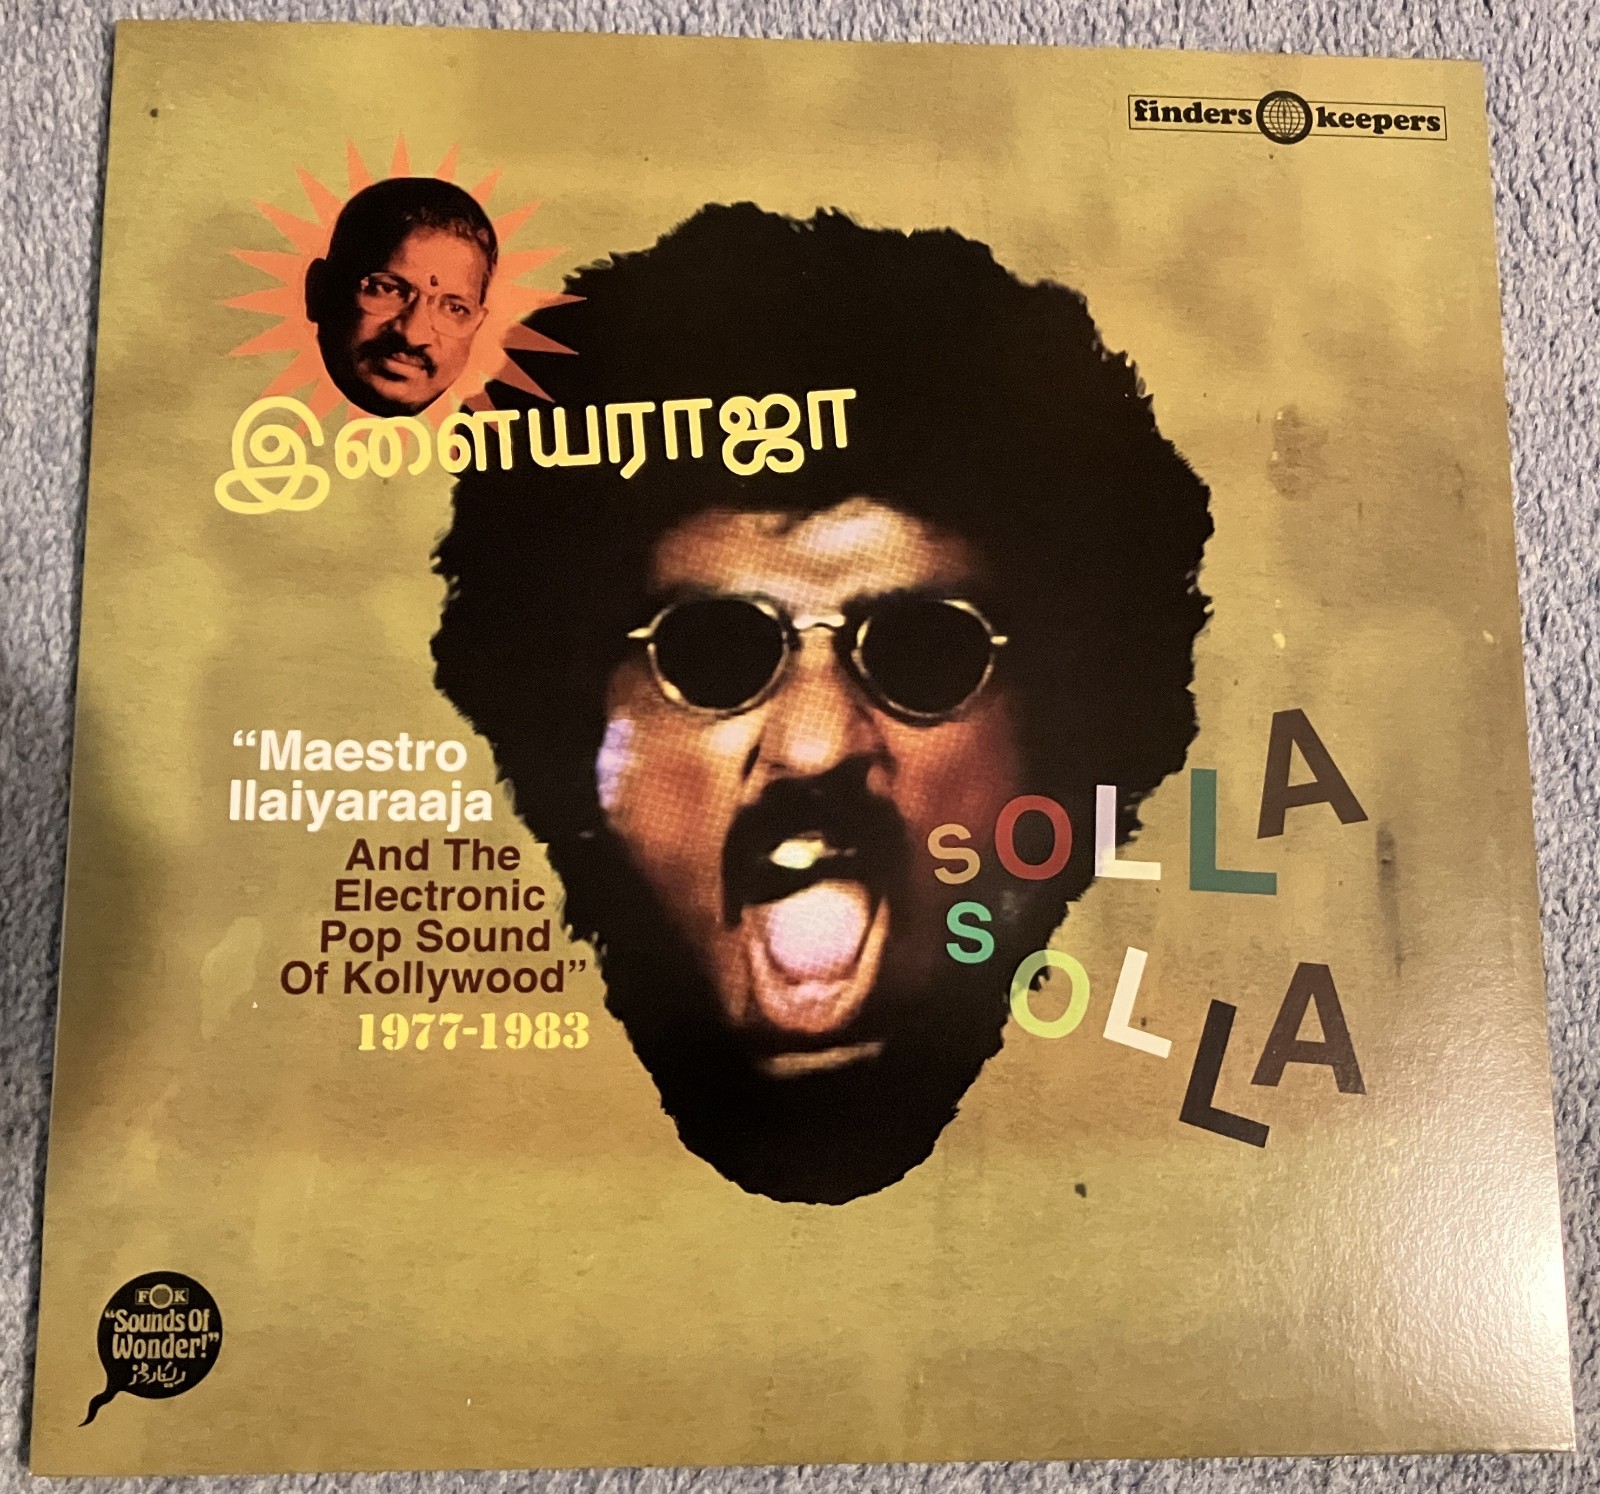 finders keepers
இளையராஜா
“Maestro
Ilaiyaraaja
And The
Electronic
Pop Sound
Of Kollywood”
1977-1983
SOLLA
SOLLA
F K
“Sounds Of
Wonder!”
ریکارڈز